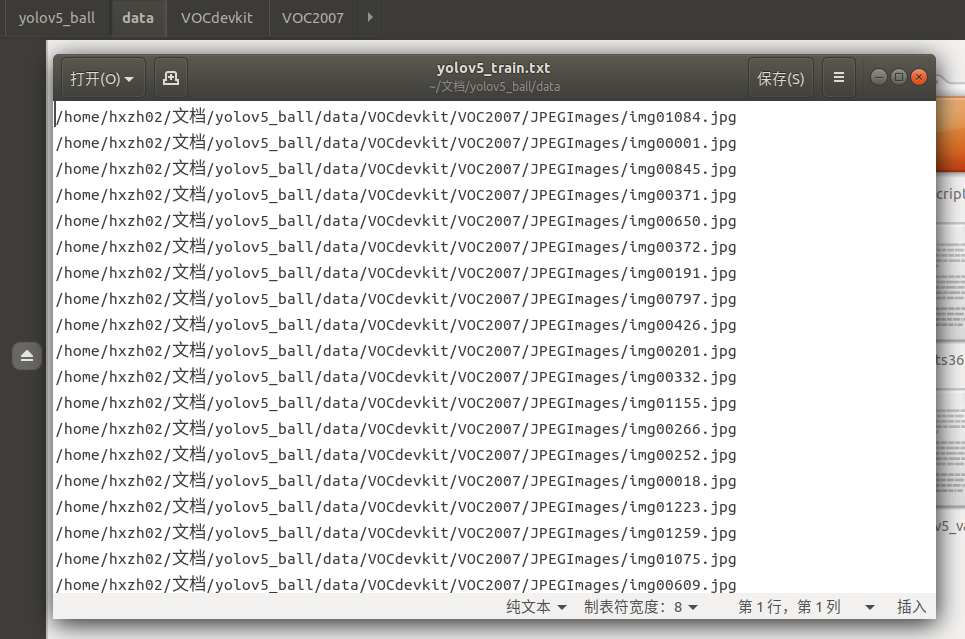 yolov5_ball data VOCdevkit VOC2007
打开(O) yolov5_train.txt 保存(S)
~/文档/yolov5_ball/data
/home/hxzh02/文档/yolov5_ball/data/VOCdevkit/VOC2007/JPEGImages/img01084.jpg
/home/hxzh02/文档/yolov5_ball/data/VOCdevkit/VOC2007/JPEGImages/img00001.jpg
/home/hxzh02/文档/yolov5_ball/data/VOCdevkit/VOC2007/JPEGImages/img00845.jpg
/home/hxzh02/文档/yolov5_ball/data/VOCdevkit/VOC2007/JPEGImages/img00371.jpg
/home/hxzh02/文档/yolov5_ball/data/VOCdevkit/VOC2007/JPEGImages/img00650.jpg
/home/hxzh02/文档/yolov5_ball/data/VOCdevkit/VOC2007/JPEGImages/img00372.jpg
/home/hxzh02/文档/yolov5_ball/data/VOCdevkit/VOC2007/JPEGImages/img00191.jpg
/home/hxzh02/文档/yolov5_ball/data/VOCdevkit/VOC2007/JPEGImages/img00797.jpg
/home/hxzh02/文档/yolov5_ball/data/VOCdevkit/VOC2007/JPEGImages/img00426.jpg
/home/hxzh02/文档/yolov5_ball/data/VOCdevkit/VOC2007/JPEGImages/img00201.jpg
/home/hxzh02/文档/yolov5_ball/data/VOCdevkit/VOC2007/JPEGImages/img00332.jpg
/home/hxzh02/文档/yolov5_ball/data/VOCdevkit/VOC2007/JPEGImages/img01155.jpg
/home/hxzh02/文档/yolov5_ball/data/VOCdevkit/VOC2007/JPEGImages/img00266.jpg
/home/hxzh02/文档/yolov5_ball/data/VOCdevkit/VOC2007/JPEGImages/img00252.jpg
/home/hxzh02/文档/yolov5_ball/data/VOCdevkit/VOC2007/JPEGImages/img00018.jpg
/home/hxzh02/文档/yolov5_ball/data/VOCdevkit/VOC2007/JPEGImages/img01223.jpg
/home/hxzh02/文档/yolov5_ball/data/VOCdevkit/VOC2007/JPEGImages/img01259.jpg
/home/hxzh02/文档/yolov5_ball/data/VOCdevkit/VOC2007/JPEGImages/img01075.jpg
/home/hxzh02/文档/yolov5_ball/data/VOCdevkit/VOC2007/JPEGImages/img00609.jpg
纯文本 制表符宽度: 8 第 1 行, 第 1 列 插入